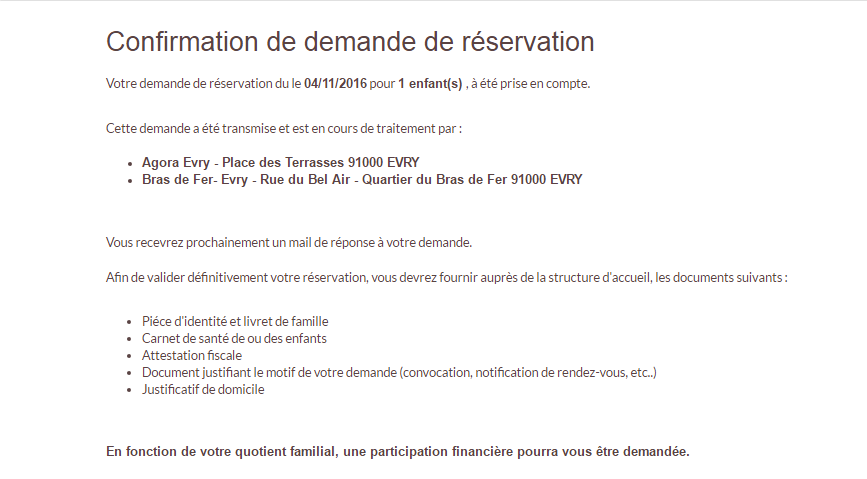 Confirmation de demande de réservation
Votre demande de réservation du le 04/11/2016 pour 1 enfant(s) , à été prise en compte.
Cette demande a été transmise et est en cours de traitement par :
• Agora Evry - Place des Terrasses 91000 EVRY
• Bras de Fer- Evry - Rue du Bel Air - Quartier du Bras de Fer 91000 EVRY
Vous recevrez prochainement un mail de réponse à votre demande.
Afin de valider définitivement votre réservation, vous devrez fournir auprès de la structure d'accueil, les documents suivants :
• Piéce d'identité et livret de famille
• Carnet de santé de ou des enfants
• Attestation fiscale
• Document justifiant le motif de votre demande (convocation, notification de rendez-vous, etc..)
• Justificatif de domicile
En fonction de votre quotient familial, une participation financière pourra vous être demandée.